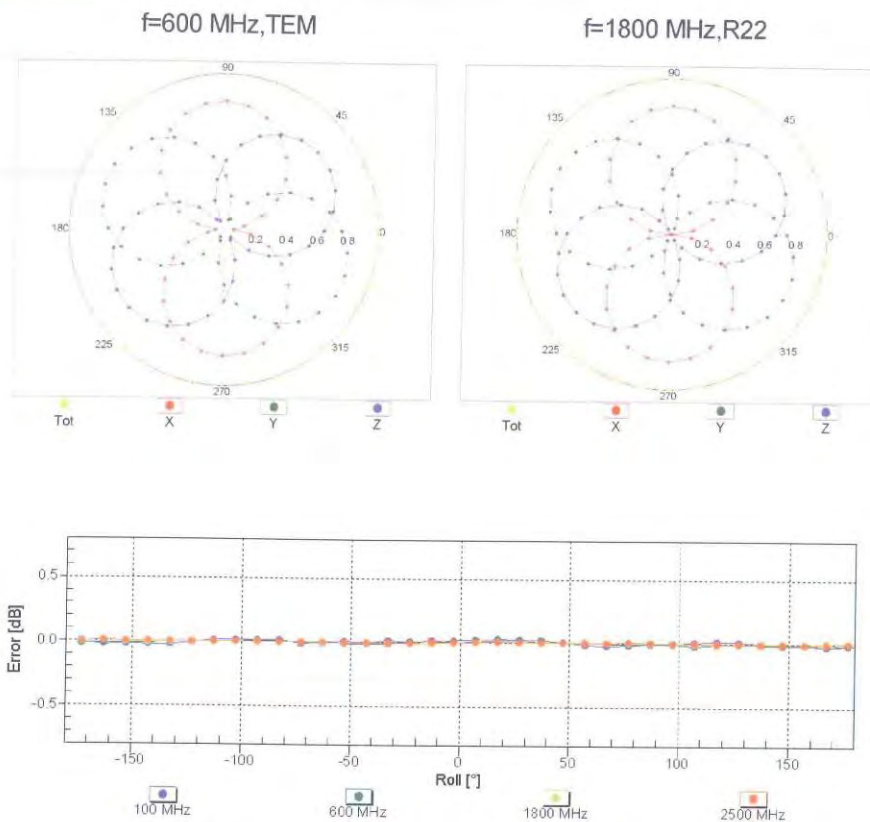 f=600 MHz,TEM
f=1800 MHz,R22
90
135
45
180
0.2 0.4 0.6 0.8
0
225
315
270
Tot
X
Y
Z
90
135
45
180
0.2 0.4 0.6 0.8
0
225
315
270
Tot
X
Y
Z
Error [dB]
0.5
0.0
-0.5
-150
-100
-50
0
50
100
150
Roll [°]
100 MHz
600 MHz
1800 MHz
2500 MHz